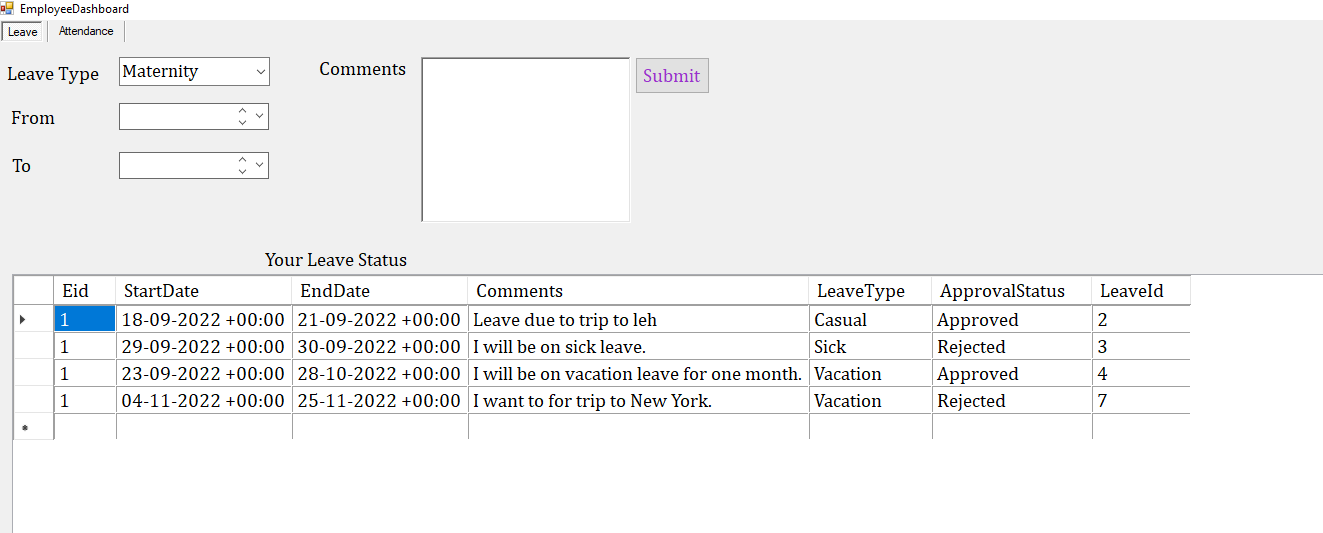 EmployeeDashboard
Leave Attendance
Leave Type Maternity Comments Submit
From
To
Your Leave Status
Eid StartDate EndDate Comments LeaveType ApprovalStatus LeaveId
1 18-09-2022 +00:00 21-09-2022 +00:00 Leave due to trip to leh Casual Approved 2
1 29-09-2022 +00:00 30-09-2022 +00:00 I will be on sick leave. Sick Rejected 3
1 23-09-2022 +00:00 28-10-2022 +00:00 I will be on vacation leave for one month. Vacation Approved 4
1 04-11-2022 +00:00 25-11-2022 +00:00 I want to for trip to New York. Vacation Rejected 7